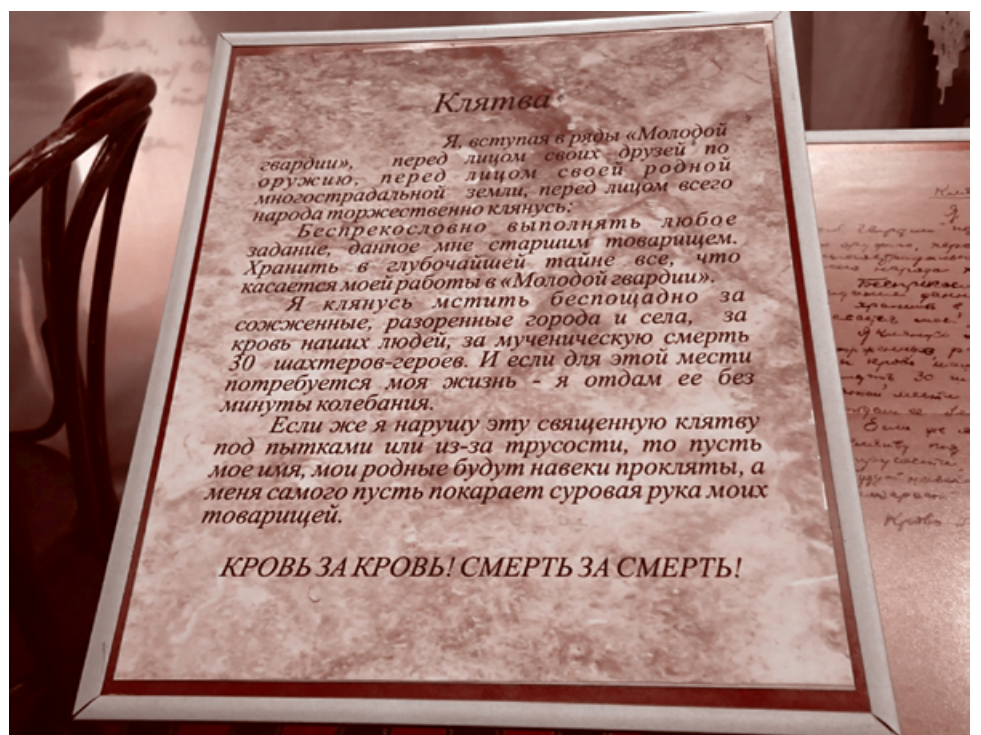 Клятва
Я, вступая в ряды «Молодой
гвардии», перед лицом своих друзей по
оружию, перед лицом своей родной
многострадальной земли, перед лицом всего
народа торжественно клянусь:
Беспрекословно выполнять любое
задание, данное мне старшим товарищем.
Хранить в глубочайшей тайне все, что
касается моей работы в «Молодой гвардии».
Я клянусь мстить беспощадно за
сожженные, разоренные города и села, за
кровь наших людей, за мученическую смерть
30 шахтеров-героев. И если для этой мести
потребуется моя жизнь - я отдам ее без
минуты колебания.
Если же я нарушу эту священную клятву
под пытками или из-за трусости, то пусть
мое имя, мои родные будут навеки прокляты, а
меня самого пусть покарает суровая рука моих
товарищей.
КРОВЬ ЗА КРОВЬ! СМЕРТЬ ЗА СМЕРТЬ!